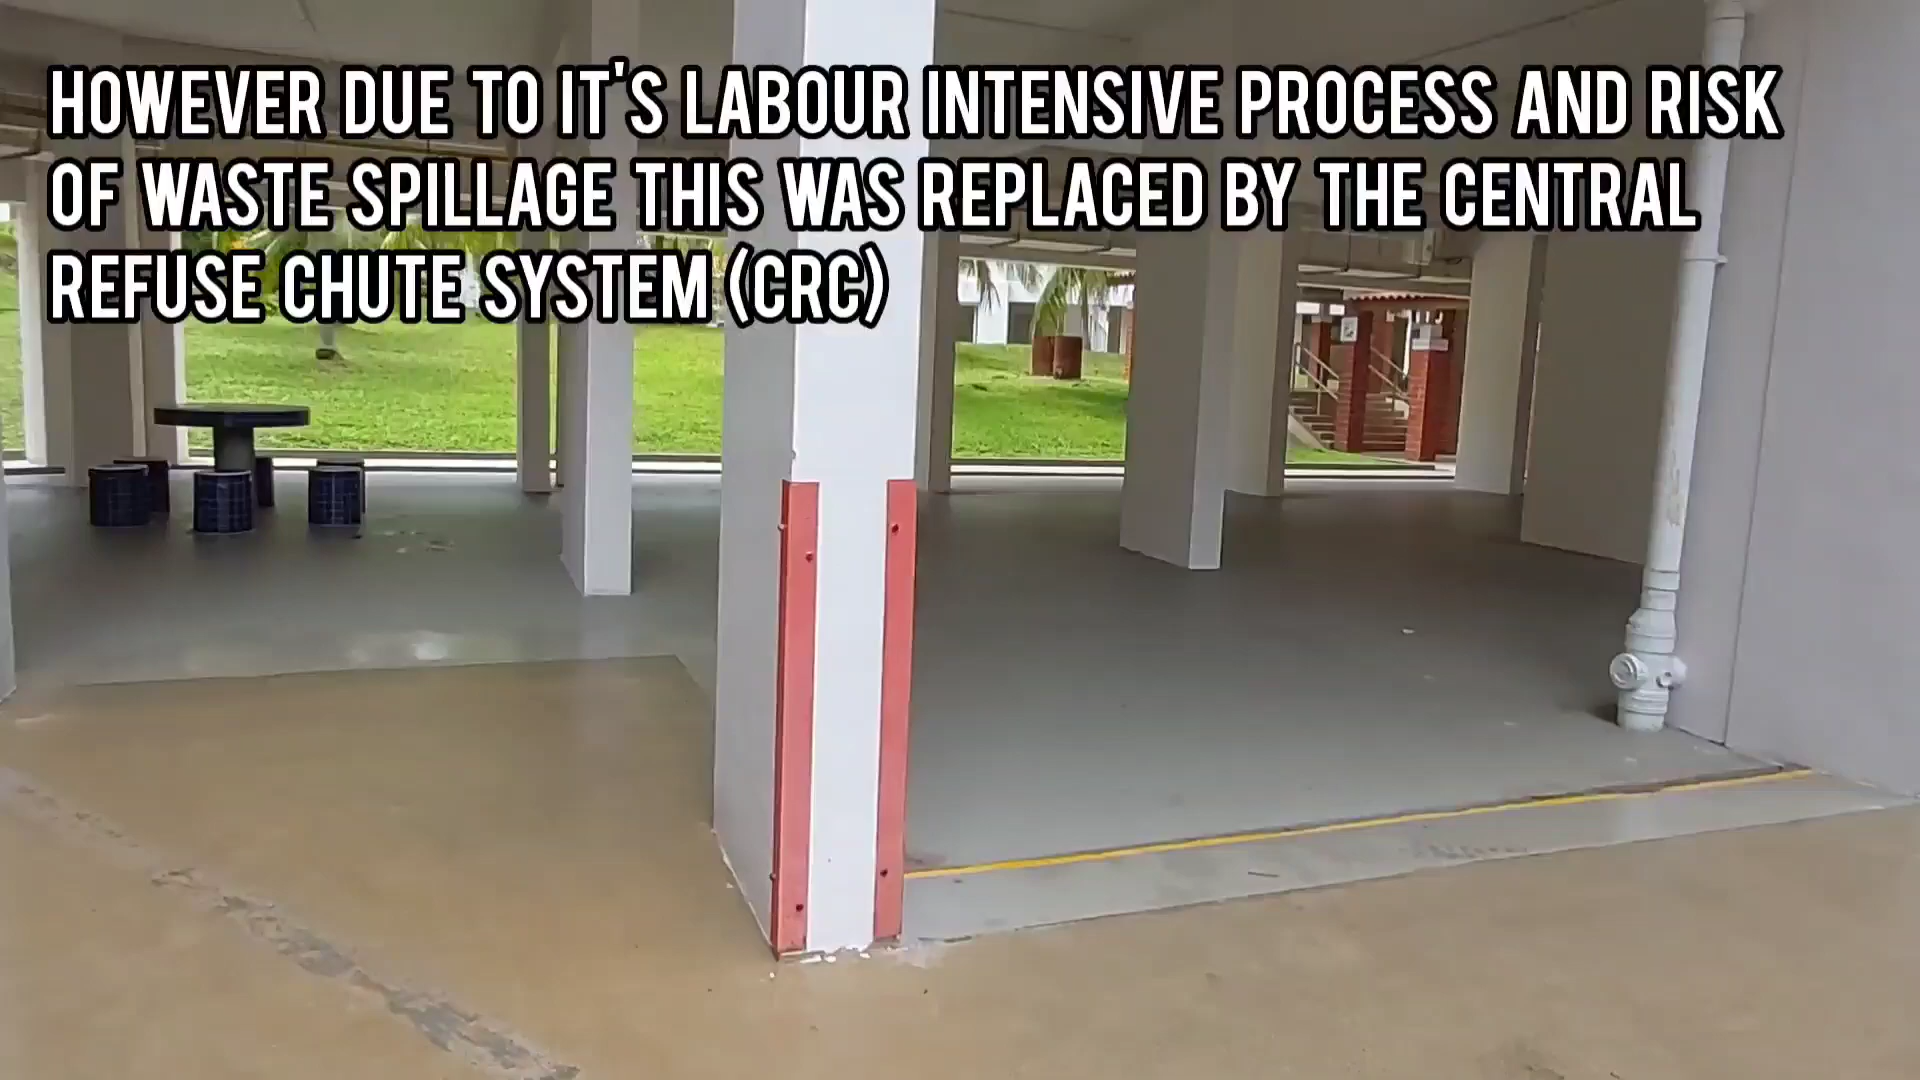 HOWEVER DUE TO IT'S LABOUR INTENSIVE PROCESS AND RISK
OF WASTE SPILLAGE THIS WAS REPLACED BY THE CENTRAL
REFUSE CHUTE SYSTEM (CRC)